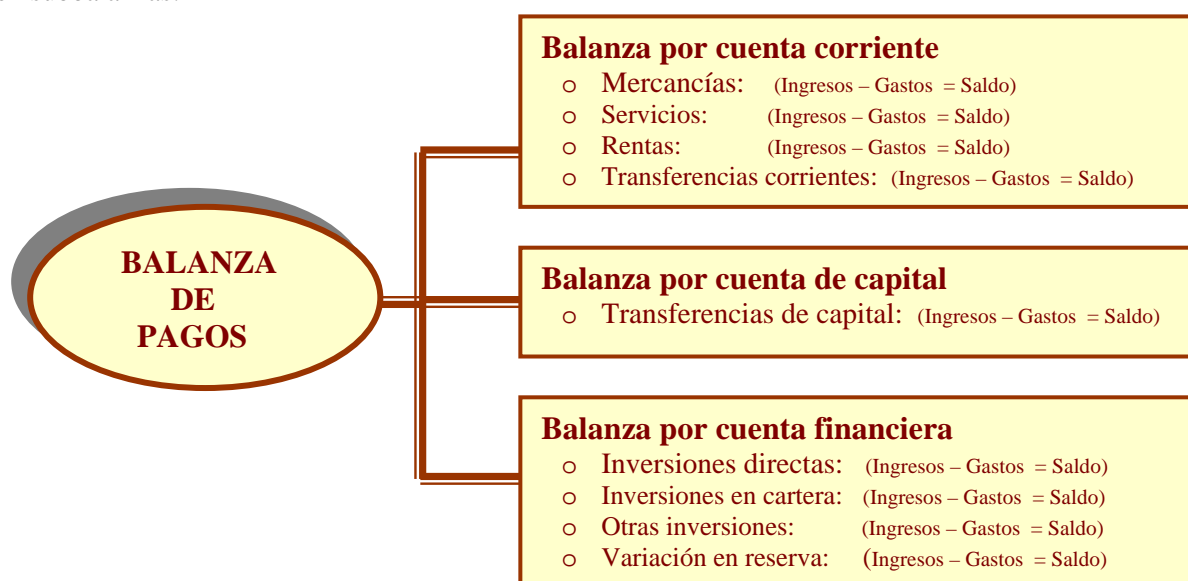 BALANZA
DE
PAGOS
Balanza por cuenta corriente
o Mercancías: (Ingresos – Gastos = Saldo)
o Servicios: (Ingresos – Gastos = Saldo)
o Rentas: (Ingresos – Gastos = Saldo)
o Transferencias corrientes: (Ingresos – Gastos = Saldo)
Balanza por cuenta de capital
o Transferencias de capital: (Ingresos – Gastos = Saldo)
Balanza por cuenta financiera
o Inversiones directas: (Ingresos – Gastos = Saldo)
o Inversiones en cartera: (Ingresos – Gastos = Saldo)
o Otras inversiones: (Ingresos – Gastos = Saldo)
o Variación en reserva: (Ingresos – Gastos = Saldo)